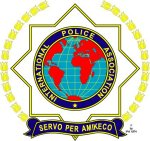 INTERNATIONAL POLICE ASSOCIATION
SERVO PER AMIKECO